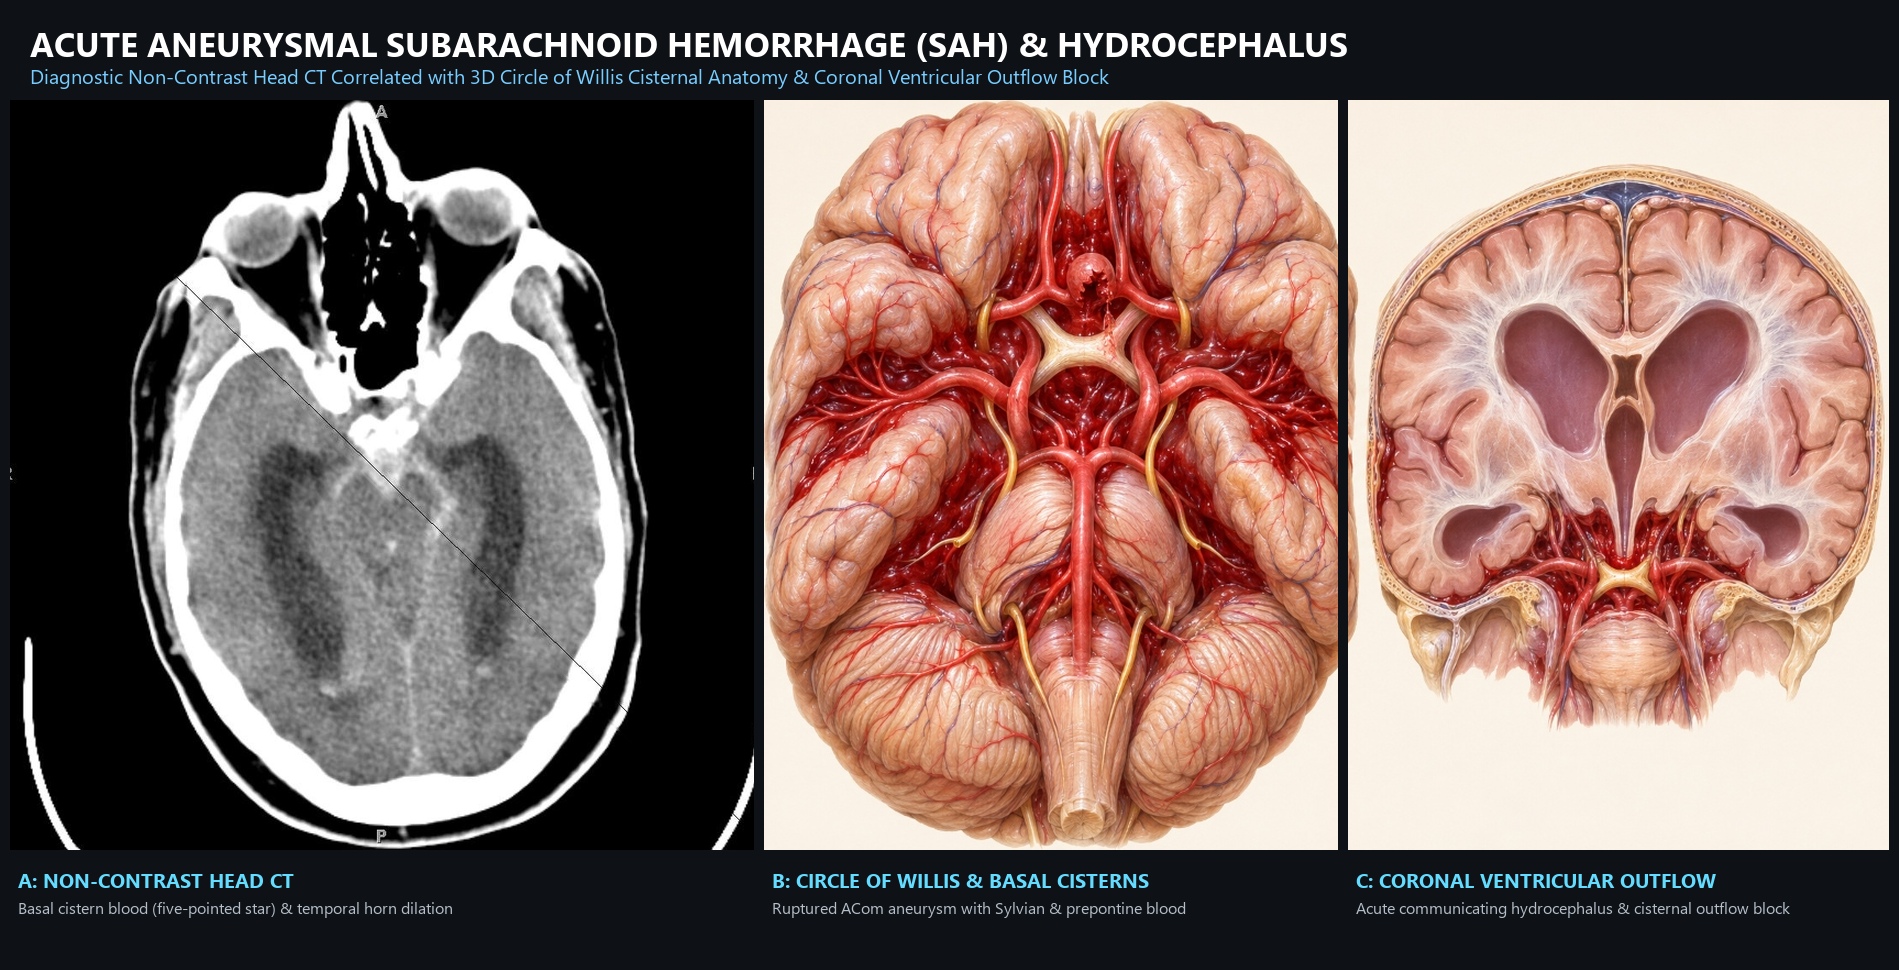 ACUTE ANEURYSMAL SUBARACHNOID HEMORRHAGE (SAH) & HYDROCEPHALUS
Diagnostic Non-Contrast Head CT Correlated with 3D Circle of Willis Cisternal Anatomy & Coronal Ventricular Outflow Block
A
P
A: NON-CONTRAST HEAD CT
Basal cistern blood (five-pointed star) & temporal horn dilation
B: CIRCLE OF WILLIS & BASAL CISTERNS
Ruptured ACom aneurysm with Sylvian & prepontine blood
C: CORONAL VENTRICULAR OUTFLOW
Acute communicating hydrocephalus & cisternal outflow block